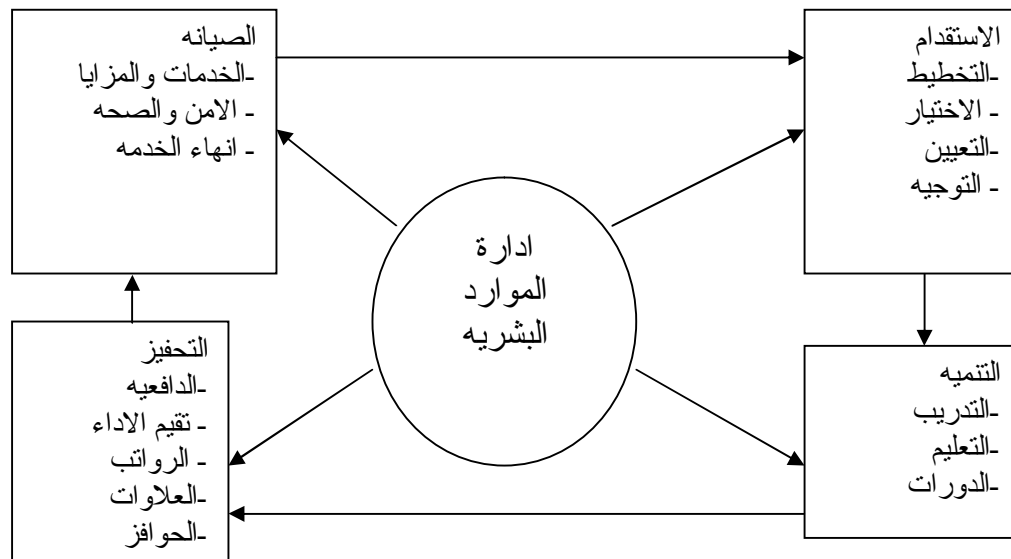 الاستقدام
-التخطيط
- الاختيار
-التعيين
- التوجيه
الصيانه
-الخدمات والمزايا
- الامن والصحه
- انهاء الخدمه
ادارة
الموارد
البشريه
التنميه
-التدريب
-التعليم
-الدورات
التحفيز
-الدافعيه
- تقيم الاداء
- الرواتب
-العلاوات
-الحوافز